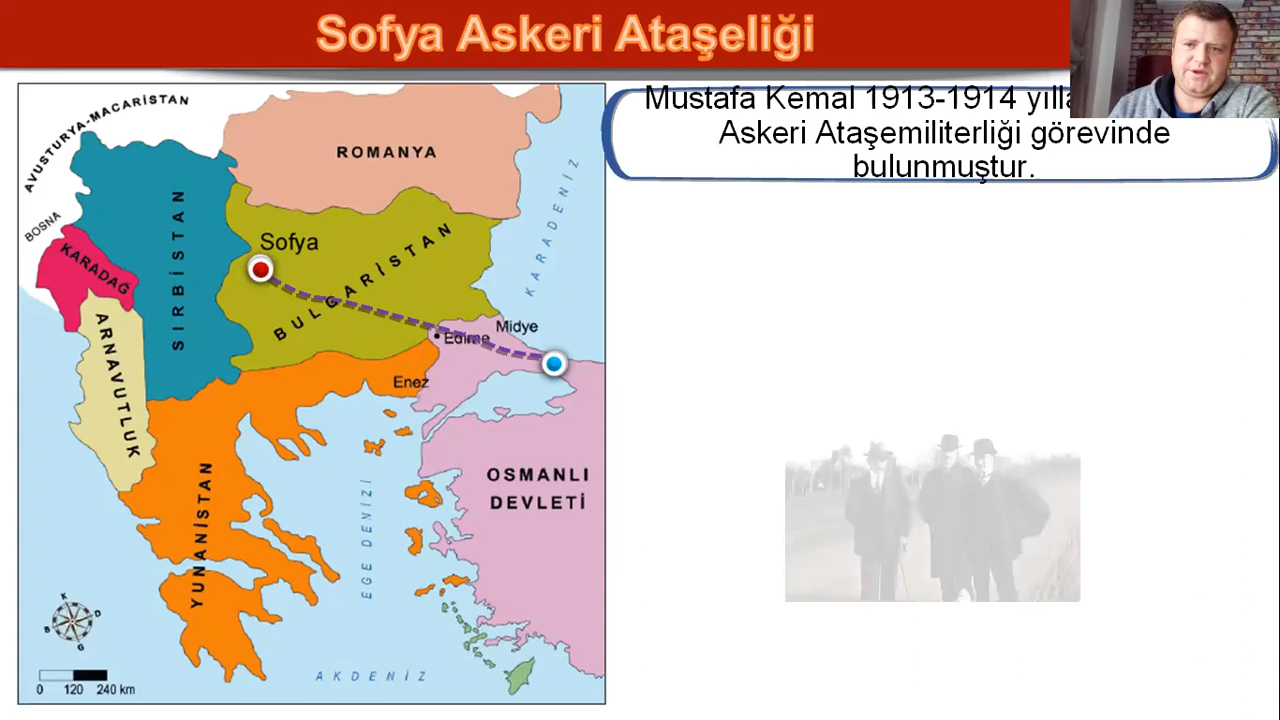 Sofya Askeri Ataşeliği
Mustafa Kemal 1913-1914 yılla
Askeri Ataşemiliterliği görevinde
bulunmuştur.
AVUSTURYA-MACARİSTAN
ROMANYA
KARADENİZ
BOSNA
SIRBİSTAN
KARADAĞ
Sofya
BULGARİSTAN
Midye
Edirne
ARNAVUTLUK
Enez
OSMANLI
DEVLETİ
YUNANİSTAN
EGE DENİZİ
K
B D
G
AKDENİZ
0 120 240 km